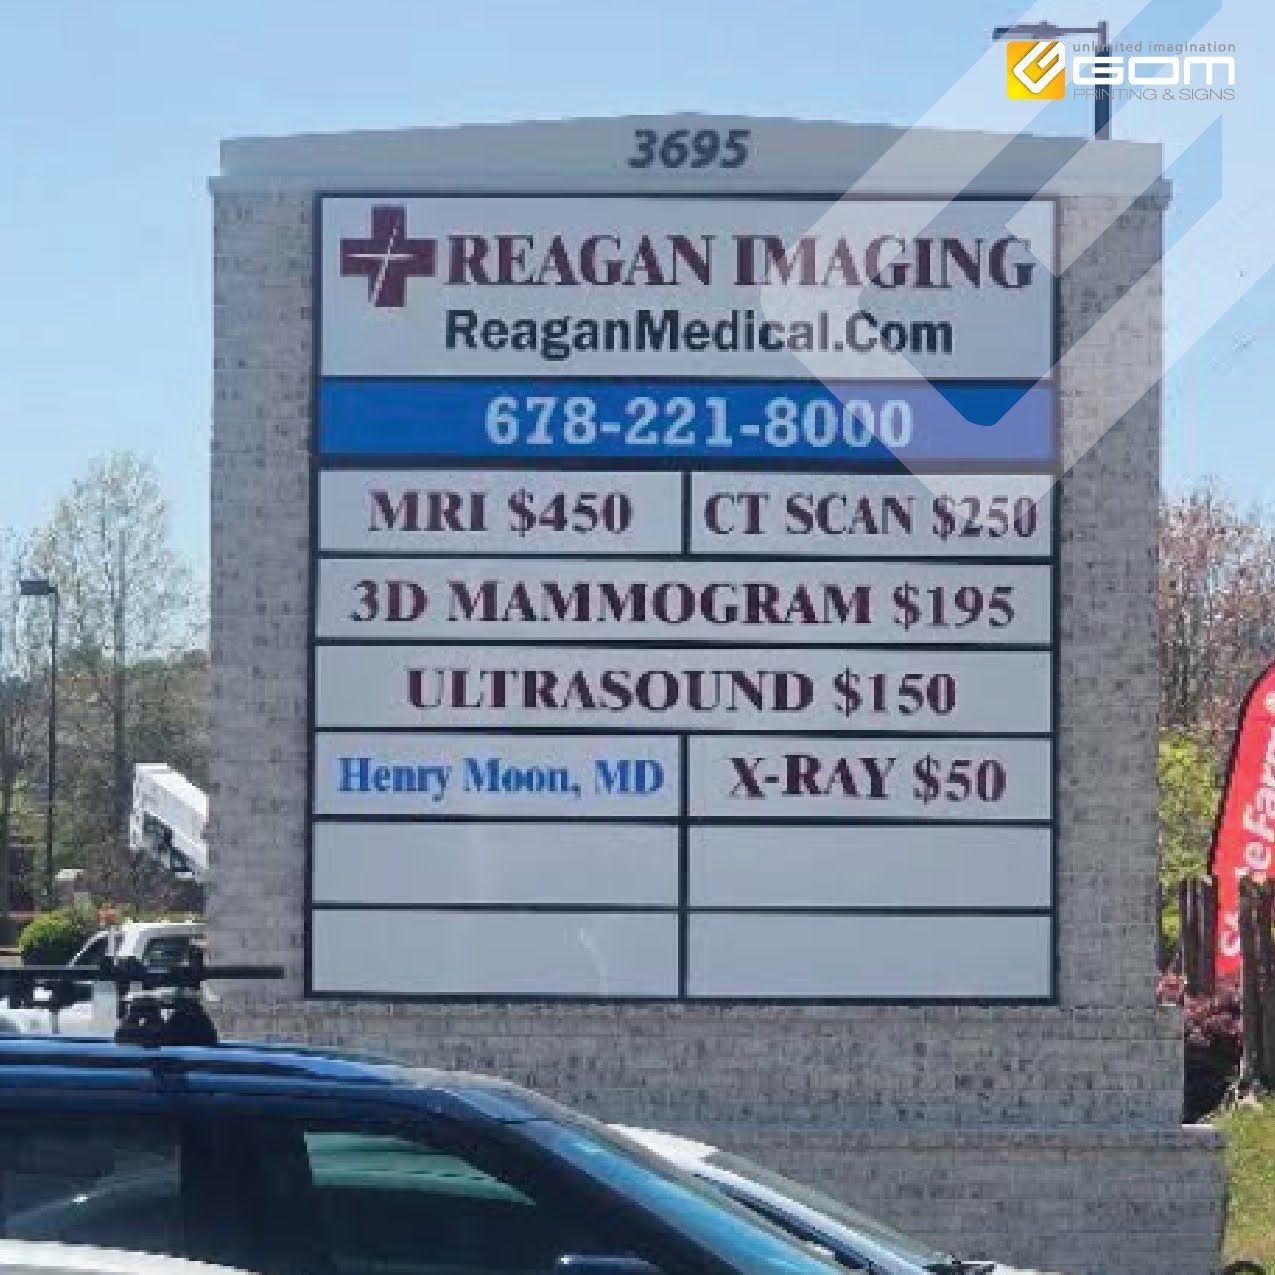 unlimited imagination
GOM
PRINTING & SIGNS
3695
REAGAN IMAGING
ReaganMedical.Com
678-221-8000
MRI $450
CT SCAN $250
3D MAMMOGRAM $195
ULTRASOUND $150
Henry Moon, MD
X-RAY $50